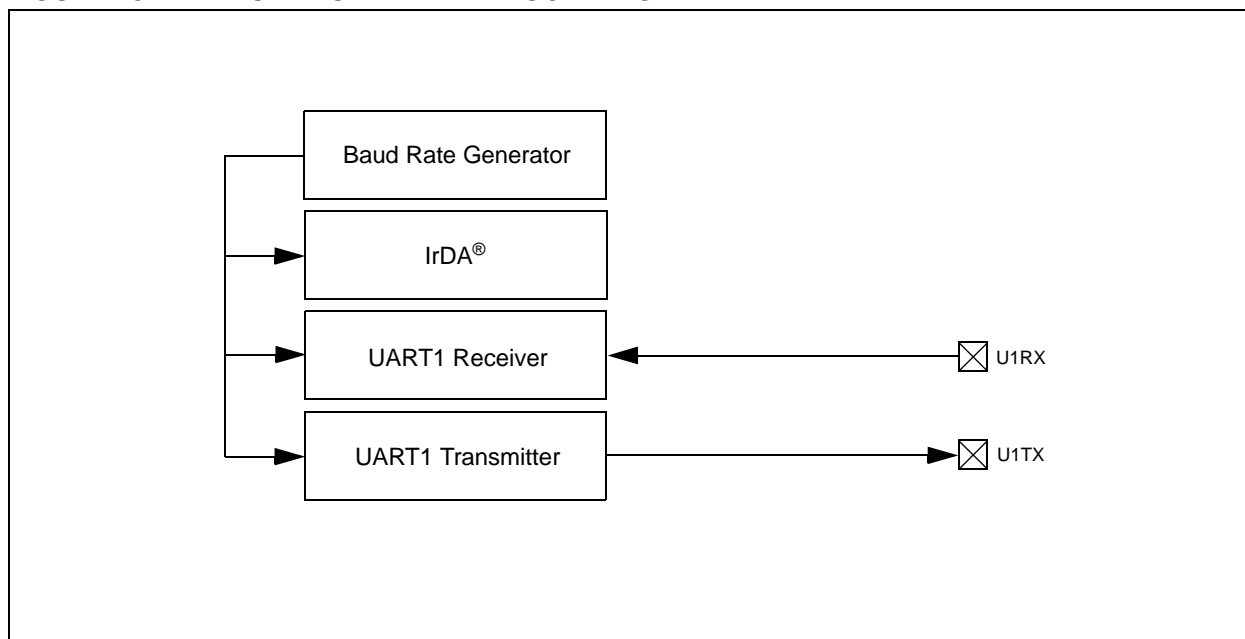 Baud Rate Generator
IrDA®
UART1 Receiver
U1RX
UART1 Transmitter
U1TX